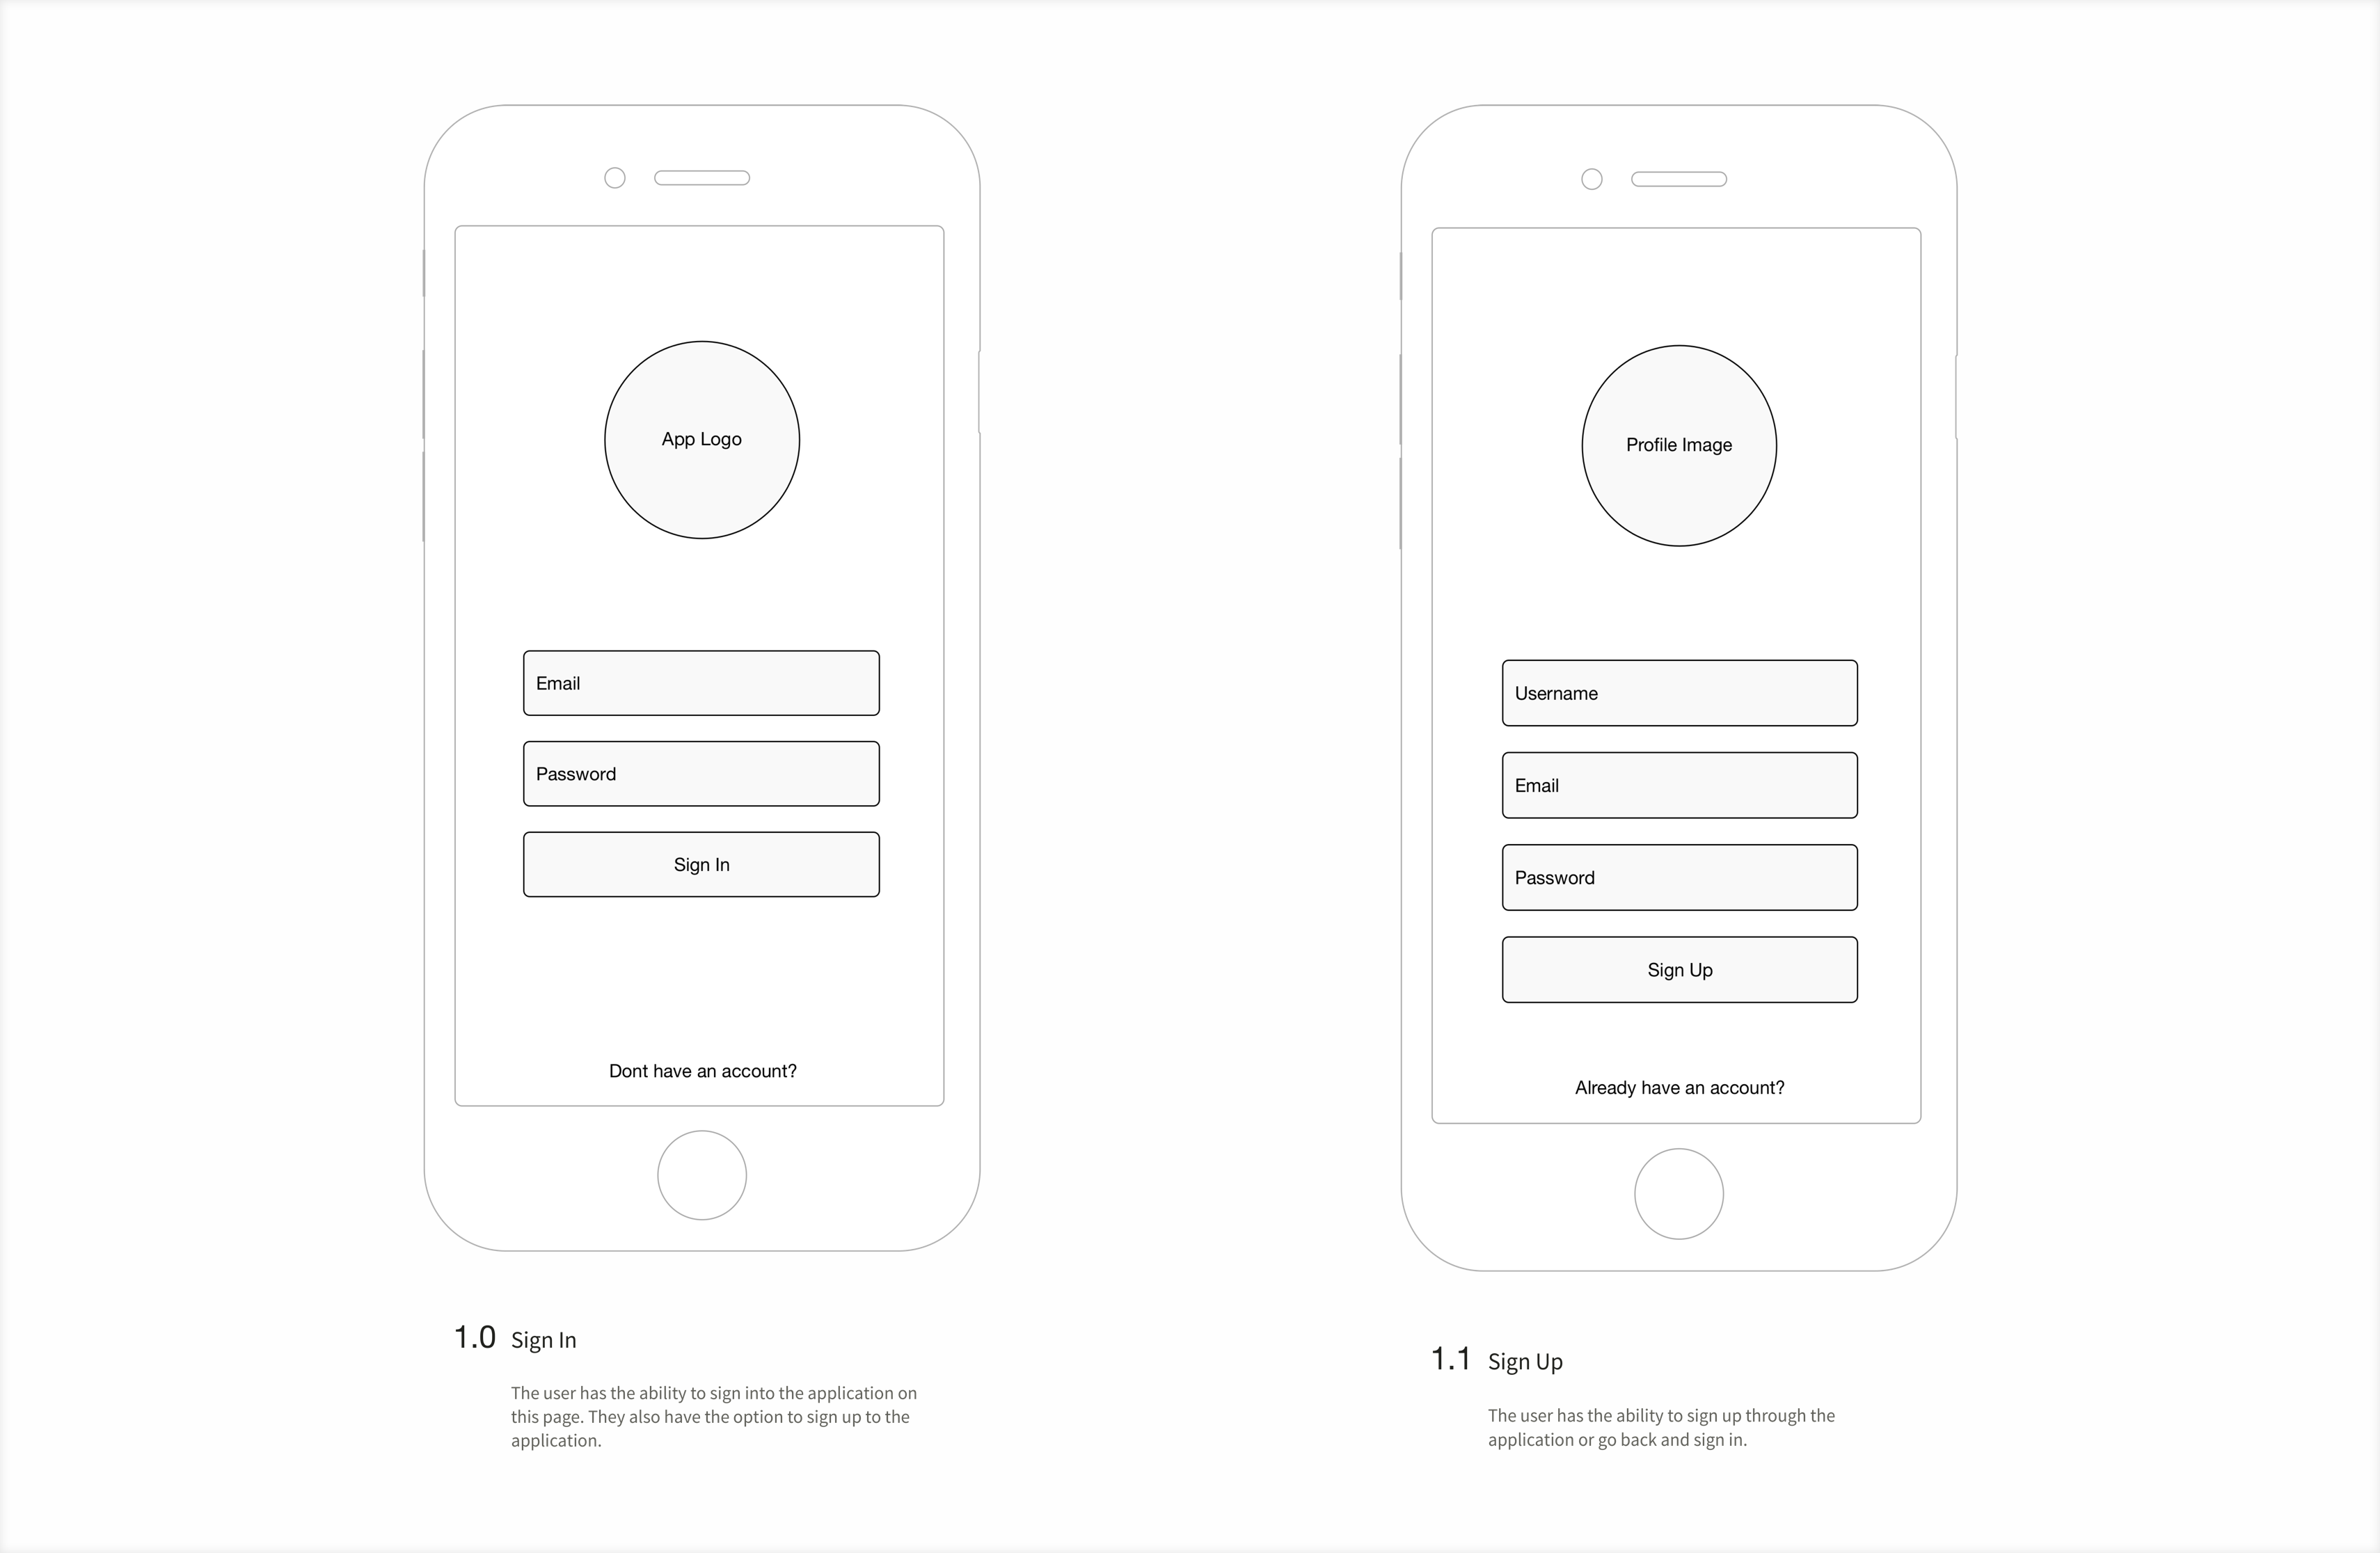 App Logo
Email
Password
Sign In
Dont have an account?
1.0 Sign In
The user has the ability to sign into the application on
this page. They also have the option to sign up to the
application.
Profile Image
Username
Email
Password
Sign Up
Already have an account?
1.1 Sign Up
The user has the ability to sign up through the
application or go back and sign in.